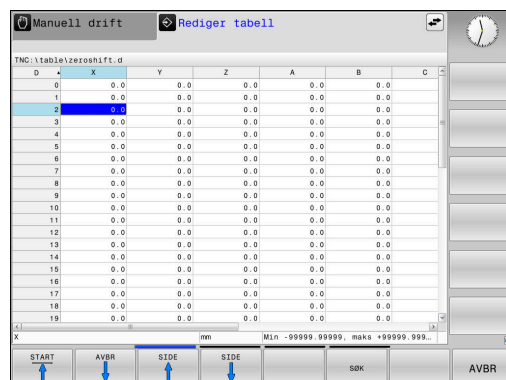 Manuell drift
Rediger tabell
TNC:\table\zeroshift.d
D X Y Z A B C
0 0.0 0.0 0.0 0.0 0.0
1 0.0 0.0 0.0 0.0 0.0
2 0.0 0.0 0.0 0.0 0.0
3 0.0 0.0 0.0 0.0 0.0
4 0.0 0.0 0.0 0.0 0.0
5 0.0 0.0 0.0 0.0 0.0
6 0.0 0.0 0.0 0.0 0.0
7 0.0 0.0 0.0 0.0 0.0
8 0.0 0.0 0.0 0.0 0.0
9 0.0 0.0 0.0 0.0 0.0
10 0.0 0.0 0.0 0.0 0.0
11 0.0 0.0 0.0 0.0 0.0
12 0.0 0.0 0.0 0.0 0.0
13 0.0 0.0 0.0 0.0 0.0
14 0.0 0.0 0.0 0.0 0.0
15 0.0 0.0 0.0 0.0 0.0
16 0.0 0.0 0.0 0.0 0.0
17 0.0 0.0 0.0 0.0 0.0
18 0.0 0.0 0.0 0.0 0.0
19 0.0 0.0 0.0 0.0 0.0
X mm Min -99999.99999, maks +99999.999...
START AVBR SIDE SIDE SØK AVBR